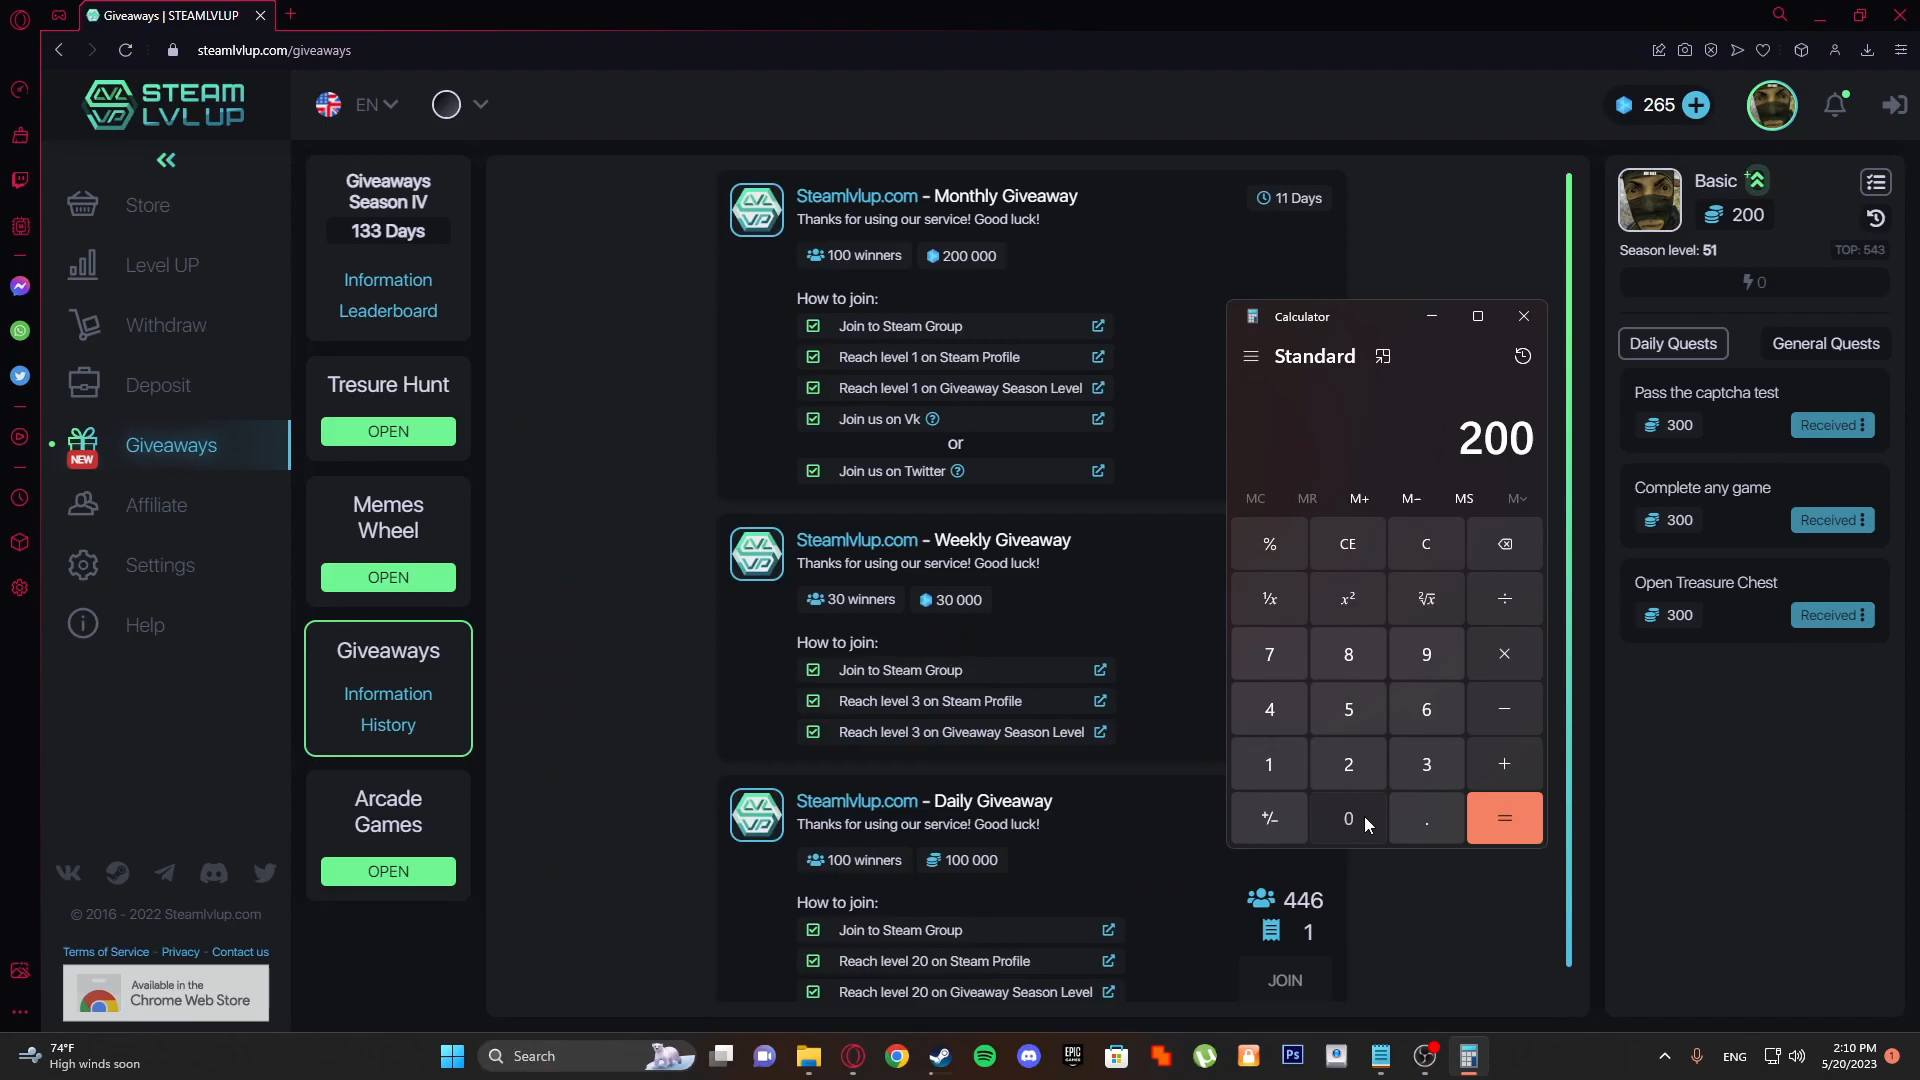 Giveaways | STEAMLVLUP
steamlvlup.com/giveaways
STEAM
LVL UP
EN
265
Store
Level UP
Withdraw
Deposit
Giveaways
NEW
Affiliate
Settings
Help
© 2016 - 2022 Steamlvlup.com
Terms of Service - Privacy - Contact us
Available in the
Chrome Web Store
Giveaways
Season IV
133 Days
Information
Leaderboard
Tresure Hunt
OPEN
Memes
Wheel
OPEN
Giveaways
Information
History
Arcade
Games
OPEN
Steamlvlup.com - Monthly Giveaway
11 Days
Thanks for using our service! Good luck!
100 winners
200 000
How to join:
Join to Steam Group
Reach level 1 on Steam Profile
Reach level 1 on Giveaway Season Level
Join us on Vk
or
Join us on Twitter
Steamlvlup.com - Weekly Giveaway
Thanks for using our service! Good luck!
30 winners
30 000
How to join:
Join to Steam Group
Reach level 3 on Steam Profile
Reach level 3 on Giveaway Season Level
Steamlvlup.com - Daily Giveaway
Thanks for using our service! Good luck!
100 winners
100 000
How to join:
Join to Steam Group
Reach level 20 on Steam Profile
Reach level 20 on Giveaway Season Level
446
1
JOIN
Calculator
Standard
200
MC MR M+ M− MS M
% CE C
¹/x x² ²√x ÷
7 8 9 ×
4 5 6 −
1 2 3 +
+/− 0 . =
Basic
200
Season level: 51
TOP: 543
0
Daily Quests
General Quests
Pass the captcha test
300
Received
Complete any game
300
Received
Open Treasure Chest
300
Received
74°F
High winds soon
Search
EPIC
GAMES
Ps
ENG
2:10 PM
5/20/2023
1